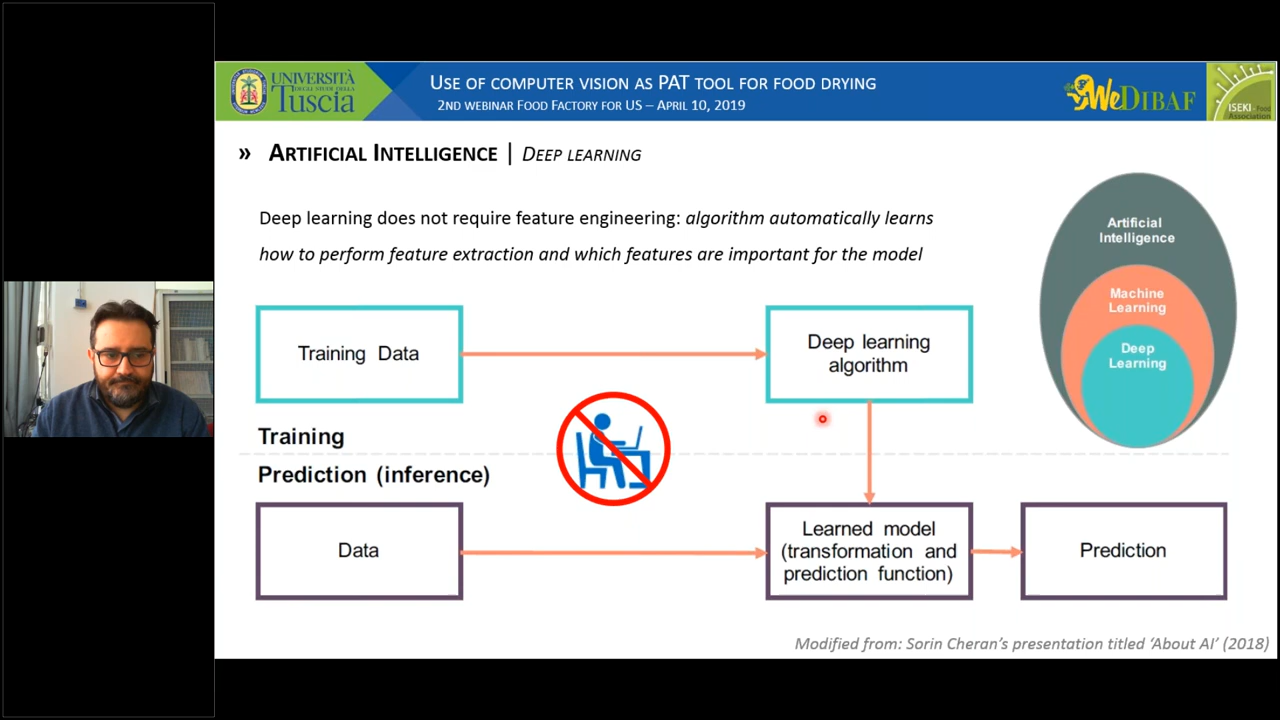 UNIVERSITÀ
DEGLI STUDI DELLA
TUSCIA
USE OF COMPUTER VISION AS PAT TOOL FOR FOOD DRYING
2ND WEBINAR FOOD FACTORY FOR US – APRIL 10, 2019
WEDIBAF
ISEKI-Food
Association
» ARTIFICIAL INTELLIGENCE | DEEP LEARNING
Deep learning does not require feature engineering: algorithm automatically learns
how to perform feature extraction and which features are important for the model
Artificial
Intelligence
Machine
Learning
Deep
Learning
Training Data
Deep learning
algorithm
Training
Prediction (inference)
Data
Learned model
(transformation and
prediction function)
Prediction
Modified from: Sorin Cheran's presentation titled 'About AI' (2018)